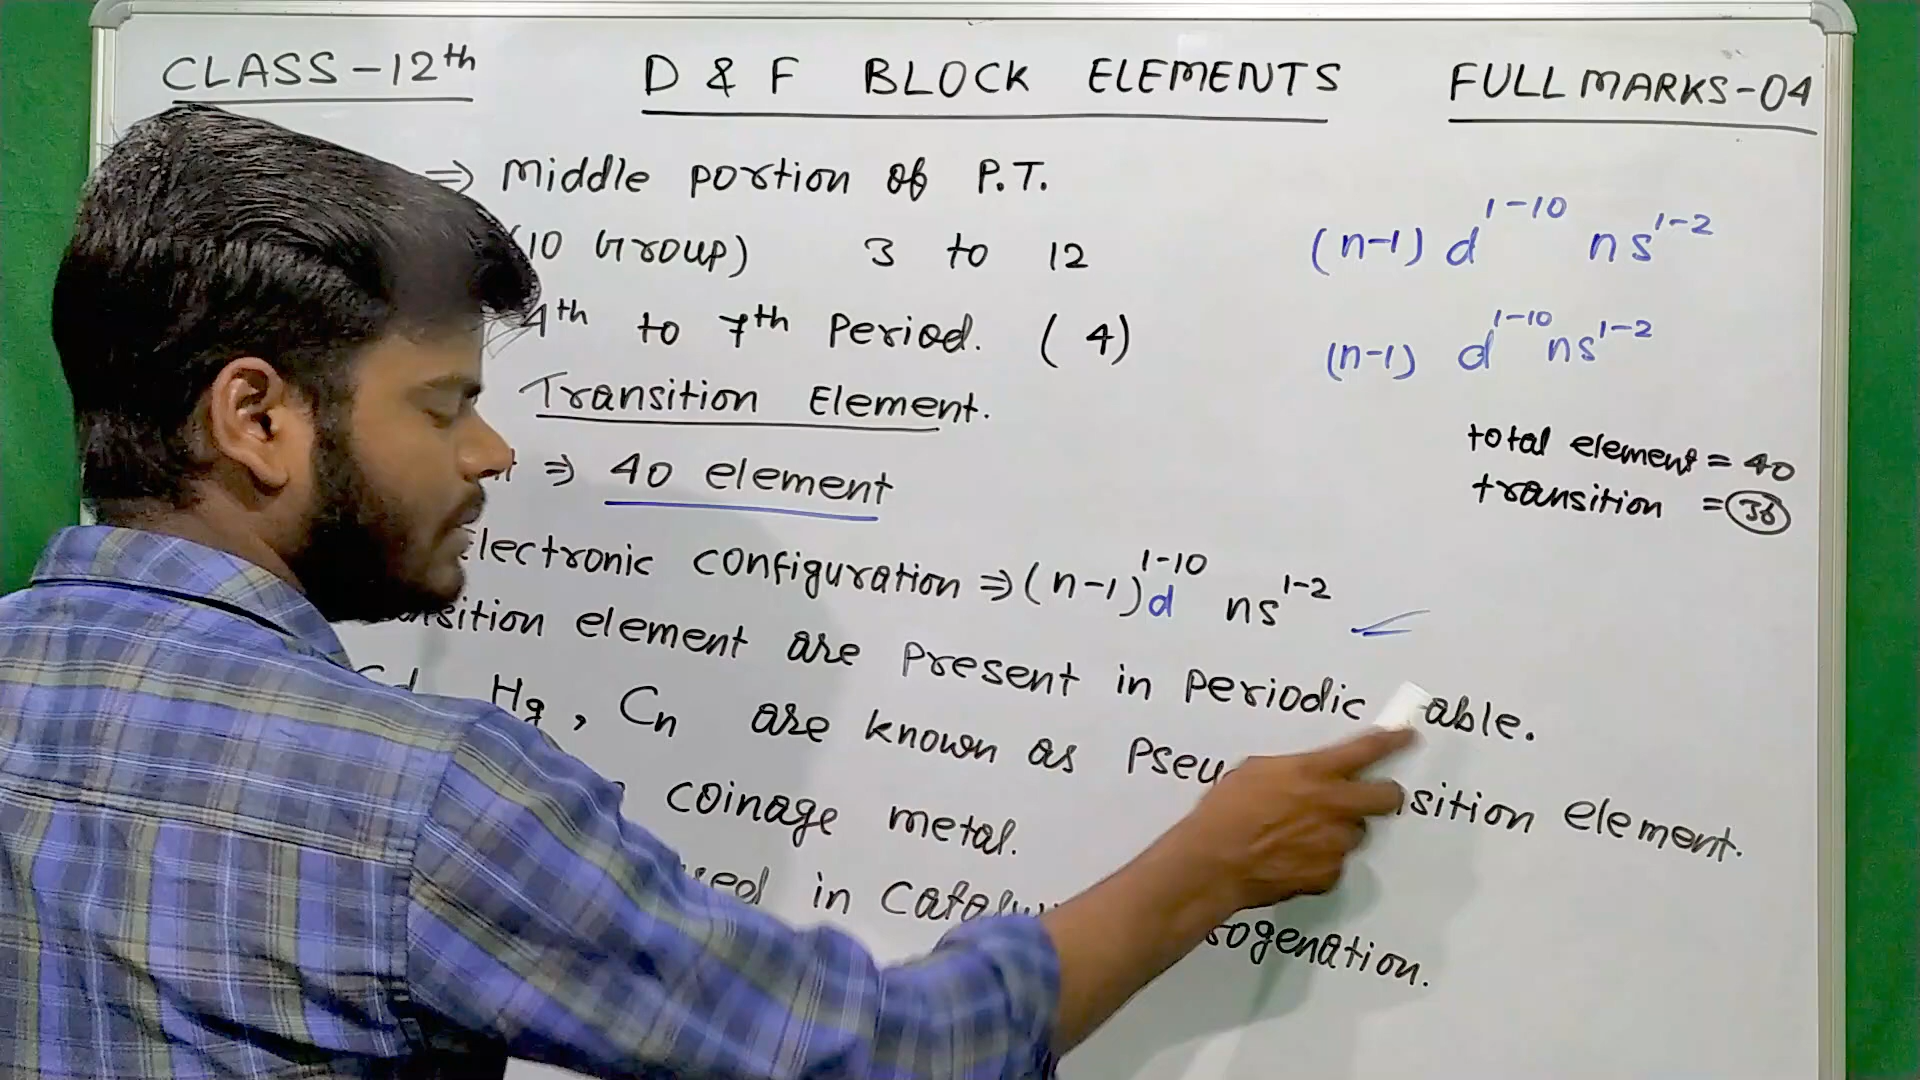 CLASS-12th D & F BLOCK ELEMENTS FULL MARKS-04
⇒ Middle portion of P.T.
(10 Group) 3 to 12
4th to 7th Period. (4)
Transition Element.
⇒ 40 element
Electronic configuration ⇒ (n-1)d1-10 ns1-2
element are present in periodic
Hg, Cn are known as element.
coinage metal.
in
(n-1) d1-10 ns1-2
(n-1) d1-10 ns1-2
total element = 40
transition = 36